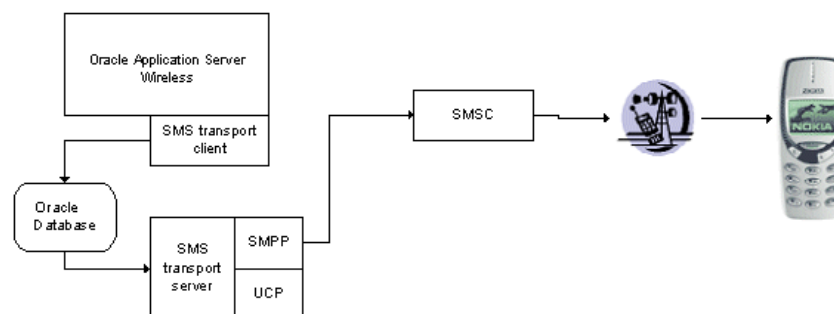 Oracle Application Server
Wireless
SMS transport
client
SMSC
NOKIA
Oracle
Database
SMS
transport
server
SMPP
UCP